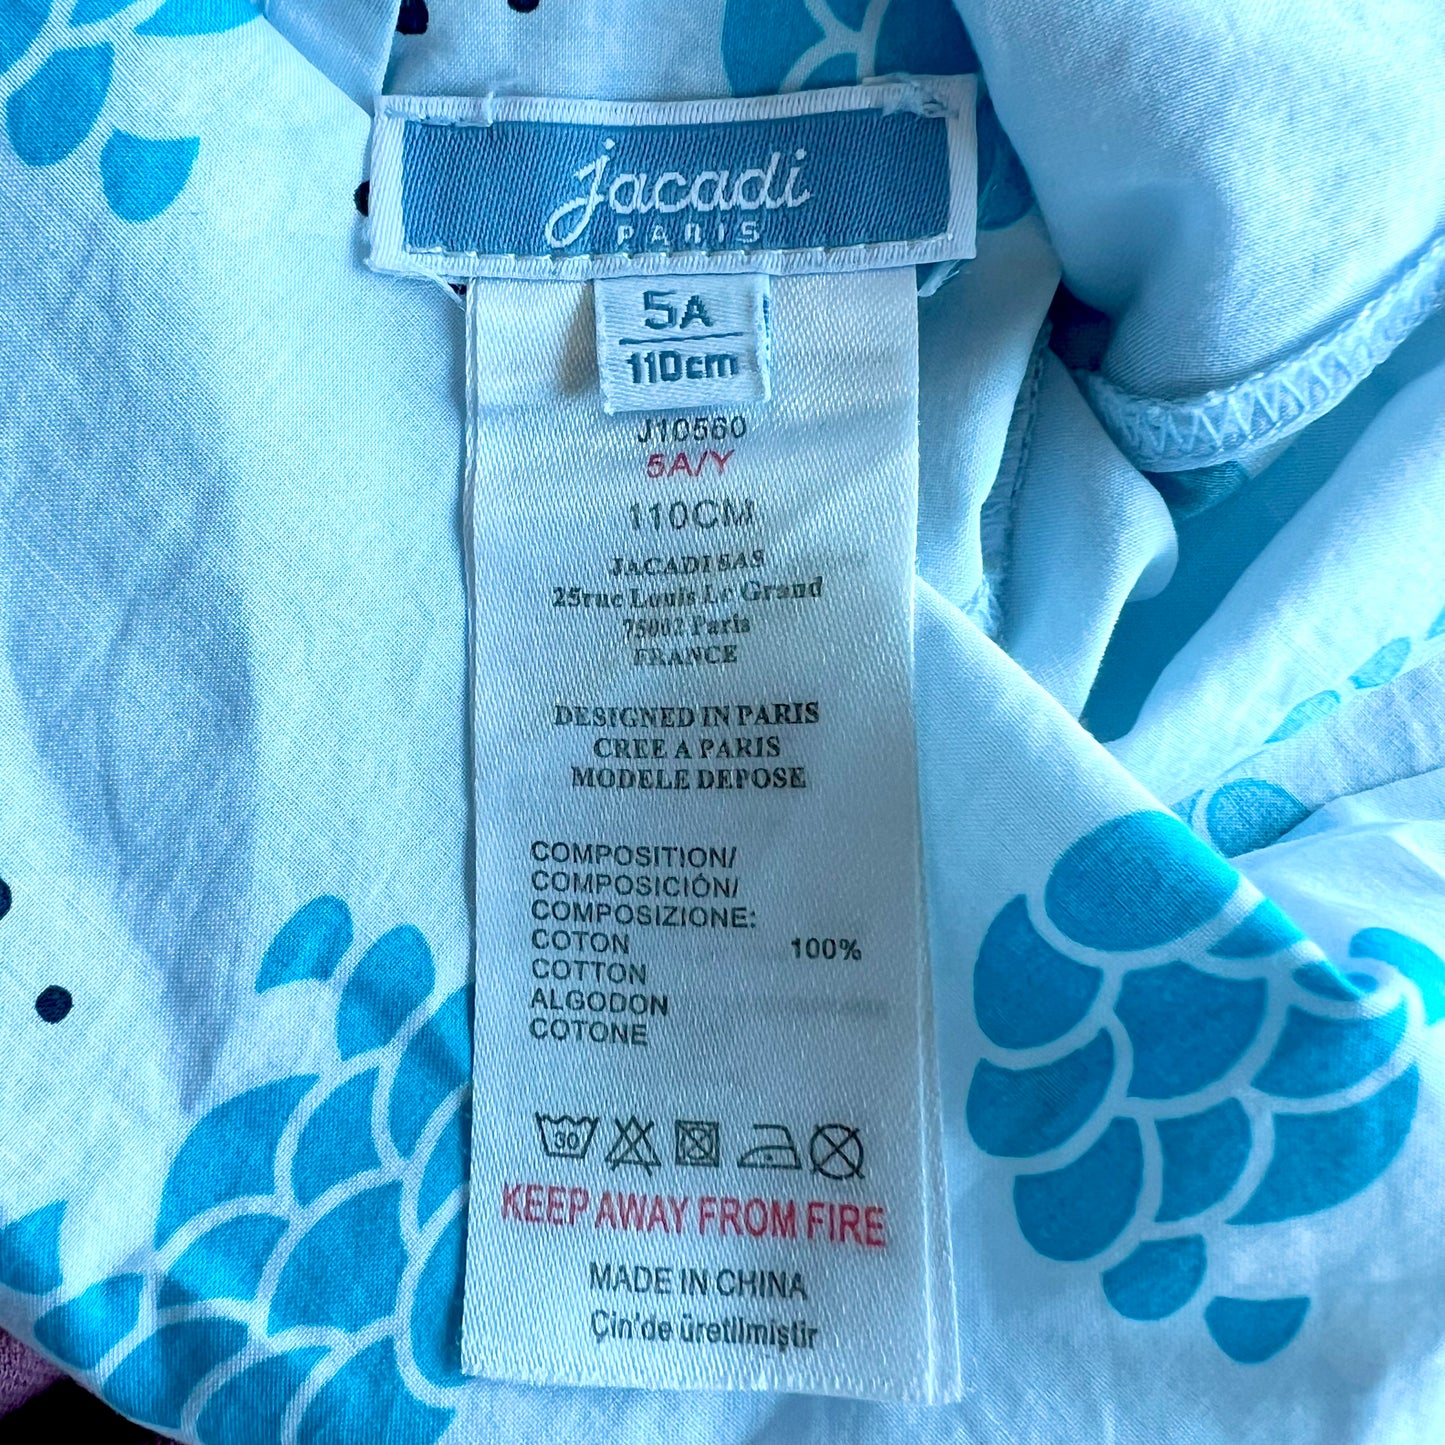 jacadi
PARIS
5A
110cm
J10560
5A/Y
110CM
JACADI SAS
25rue Louis Le Grand
75002 Paris
FRANCE
DESIGNED IN PARIS
CREE A PARIS
MODELE DEPOSE
COMPOSITION/
COMPOSICIÓN/
COMPOSIZIONE:
COTON 100%
COTTON
ALGODON
COTONE
30
KEEP AWAY FROM FIRE
MADE IN CHINA
Çin'de üretilmiştir